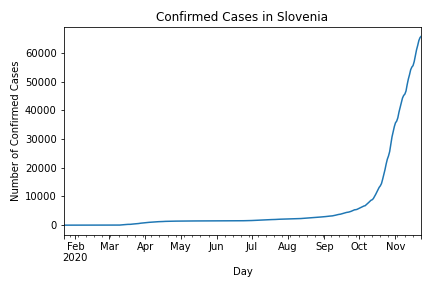 Confirmed Cases in Slovenia
Number of Confirmed Cases
60000
50000
40000
30000
20000
10000
0
Feb Mar Apr May Jun Jul Aug Sep Oct Nov
2020
Day